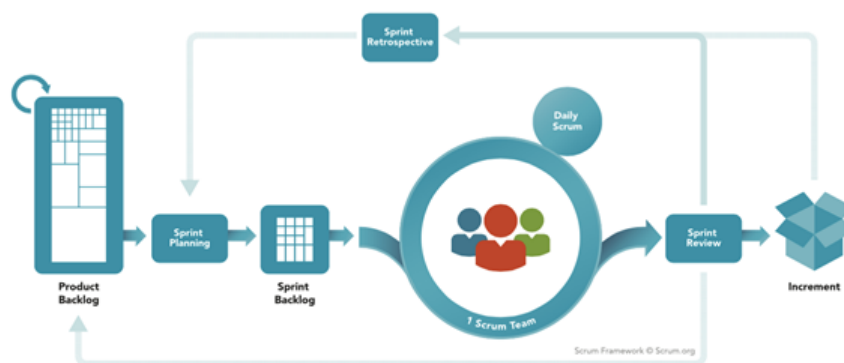 Sprint
Retrospective
Daily
Scrum
Sprint
Planning
Sprint
Review
Product
Backlog
Sprint
Backlog
1 Scrum Team
Increment
Scrum Framework © Scrum.org